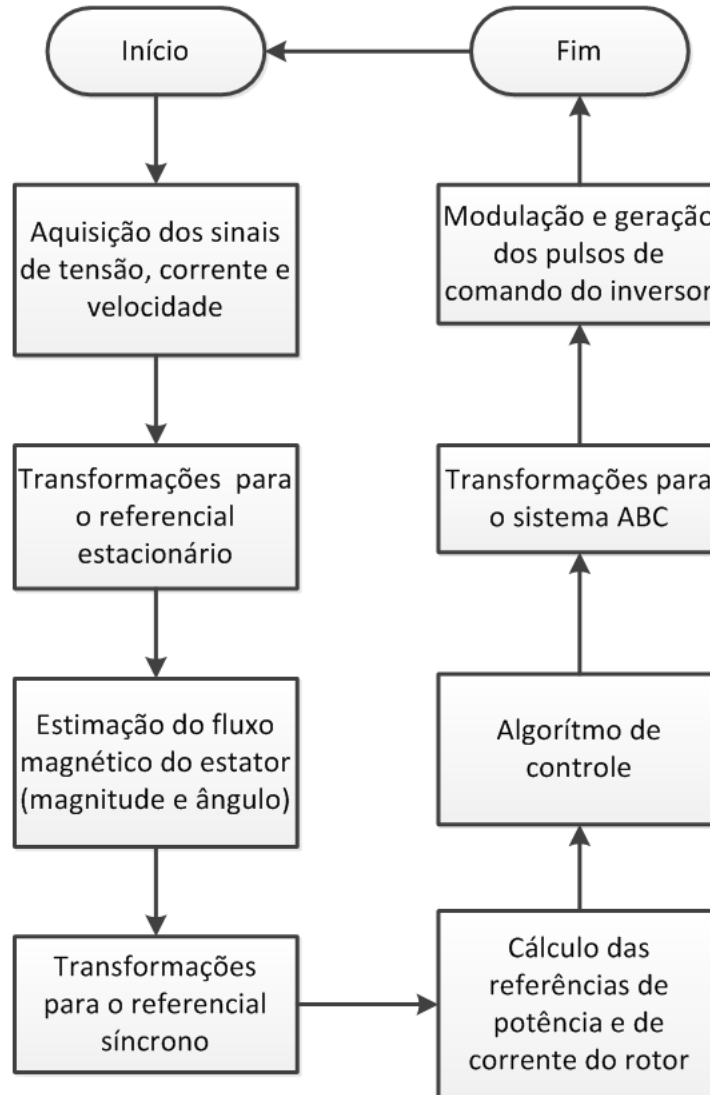 Início
Aquisição dos sinais
de tensão, corrente e
velocidade
Transformações para
o referencial
estacionário
Estimação do fluxo
magnético do estator
(magnitude e ângulo)
Transformações
para o referencial
síncrono
Cálculo das
referências de
potência e de
corrente do rotor
Algorítmo de
controle
Transformações para
o sistema ABC
Modulação e geração
dos pulsos de
comando do inversor
Fim